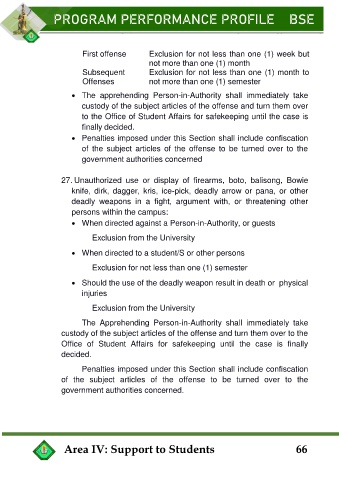 PROGRAM PERFORMANCE PROFILE BSE
First offense Exclusion for not less than one (1) week but
not more than one (1) month
Subsequent Exclusion for not less than one (1) month to
Offenses not more than one (1) semester
• The apprehending Person-in-Authority shall immediately take
custody of the subject articles of the offense and turn them over
to the Office of Student Affairs for safekeeping until the case is
finally decided.
• Penalties imposed under this Section shall include confiscation
of the subject articles of the offense to be turned over to the
government authorities concerned
27. Unauthorized use or display of firearms, boto, balisong, Bowie
knife, dirk, dagger, kris, ice-pick, deadly arrow or pana, or other
deadly weapons in a fight, argument with, or threatening other
persons within the campus:
• When directed against a Person-in-Authority, or guests
Exclusion from the University
• When directed to a student/S or other persons
Exclusion for not less than one (1) semester
• Should the use of the deadly weapon result in death or physical
injuries
Exclusion from the University
The Apprehending Person-in-Authority shall immediately take
custody of the subject articles of the offense and turn them over to the
Office of Student Affairs for safekeeping until the case is finally
decided.
Penalties imposed under this Section shall include confiscation
of the subject articles of the offense to be turned over to the
government authorities concerned.
Area IV: Support to Students 66